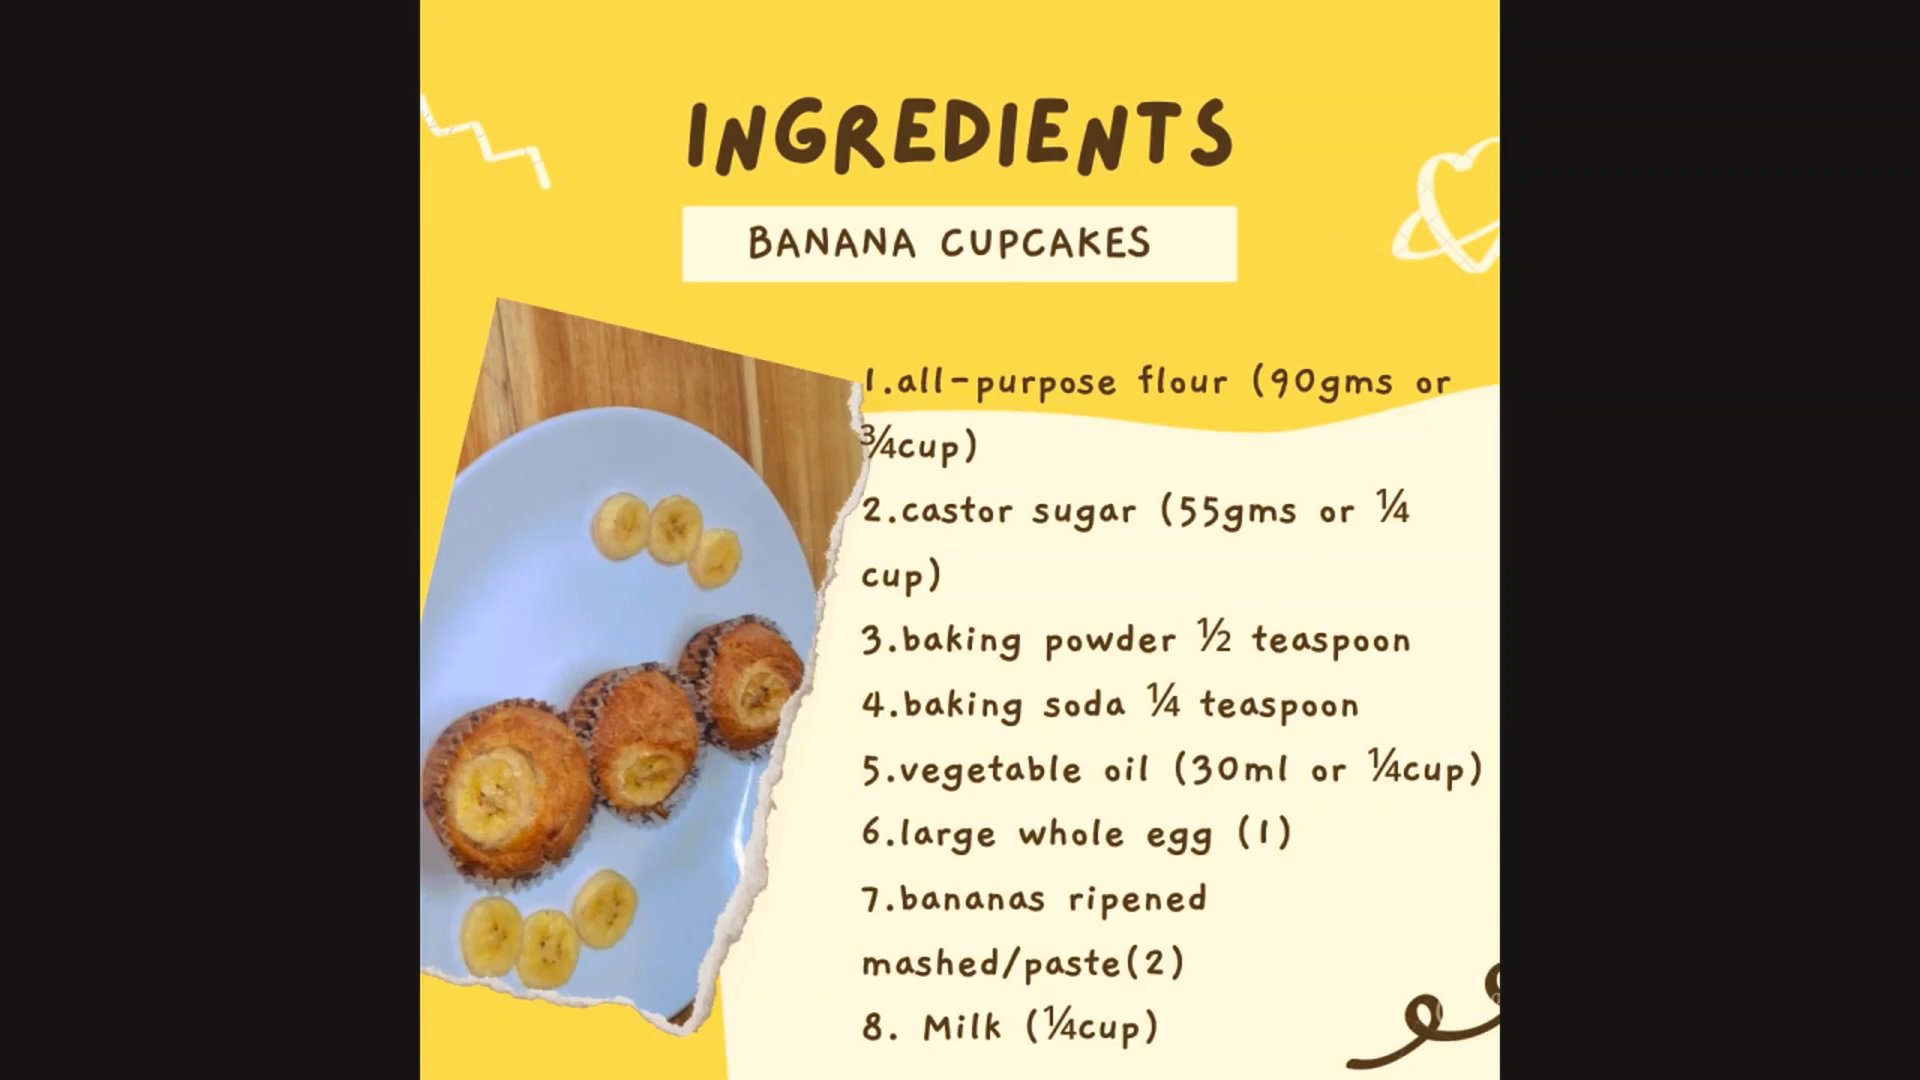 INGREDIENTS
BANANA CUPCAKES
1.all-purpose flour (90gms or
¾cup)
2.castor sugar (55gms or ¼
cup)
3.baking powder ½ teaspoon
4.baking soda ¼ teaspoon
5.vegetable oil (30ml or ¼cup)
6.large whole egg (1)
7.bananas ripened
mashed/paste(2)
8. Milk (¼cup)